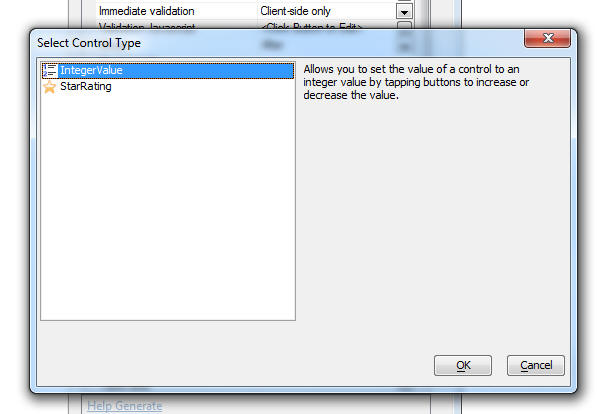 Immediate validation Client-side only
Validation Javascript <Click Button to Edit>
Select Control Type
IntegerValue
StarRating
Allows you to set the value of a control to an
integer value by tapping buttons to increase or
decrease the value.
OK Cancel
Help Generate